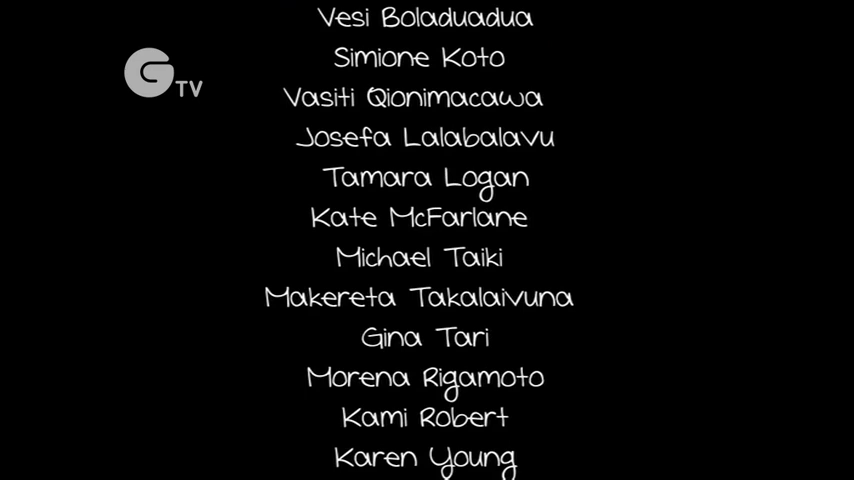 Vesi Boladuadua
Simione Koto
G TV
Vasiti Qionimacawa
Josefa Lalabalavu
Tamara Logan
Kate McFarlane
Michael Taiki
Makereta Takalaivuna
Gina Tari
Morena Rigamoto
Kami Robert
Karen Young